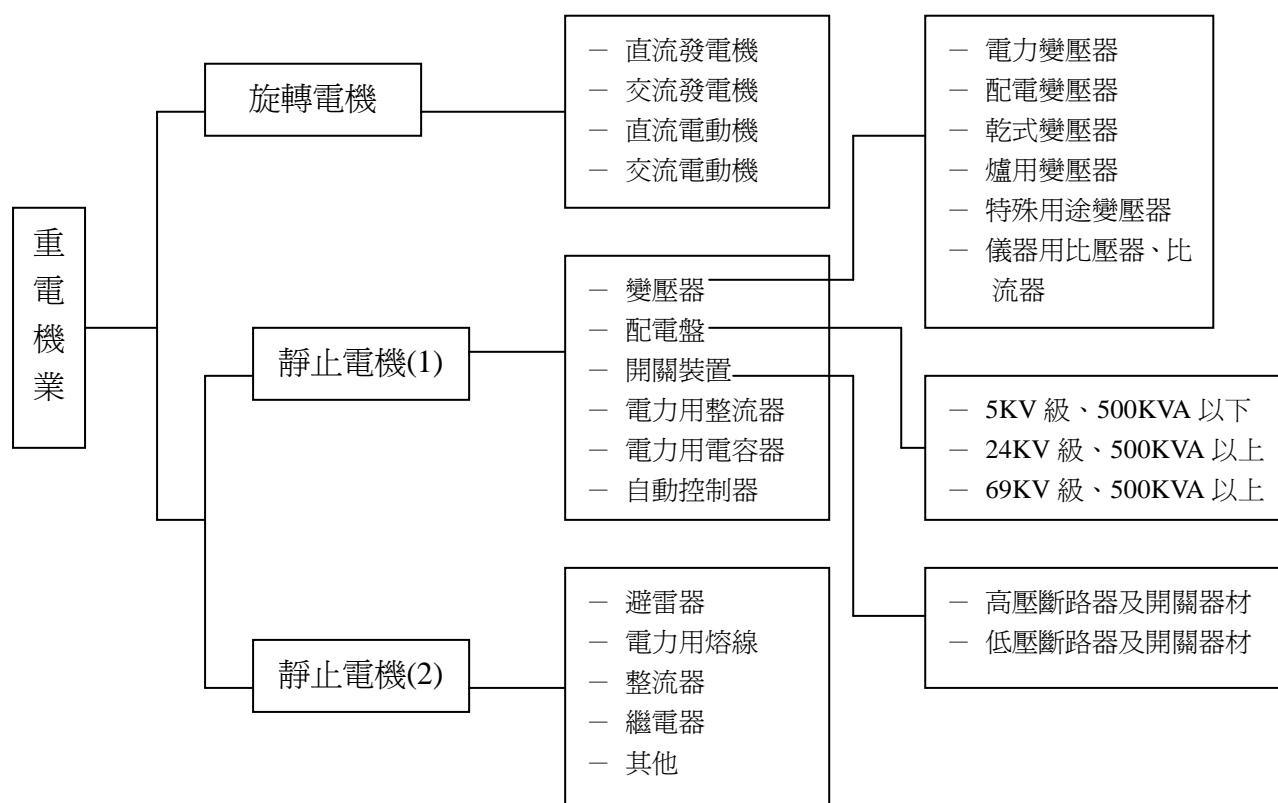 重電機業
旋轉電機
－ 直流發電機
－ 交流發電機
－ 直流電動機
－ 交流電動機
靜止電機(1)
－ 變壓器
－ 配電盤
－ 開關裝置
－ 電力用整流器
－ 電力用電容器
－ 自動控制器
靜止電機(2)
－ 避雷器
－ 電力用熔線
－ 整流器
－ 繼電器
－ 其他
－ 電力變壓器
－ 配電變壓器
－ 乾式變壓器
－ 爐用變壓器
－ 特殊用途變壓器
－ 儀器用比壓器、比
流器
－ 5KV 級、500KVA 以下
－ 24KV 級、500KVA 以上
－ 69KV 級、500KVA 以上
－ 高壓斷路器及開關器材
－ 低壓斷路器及開關器材